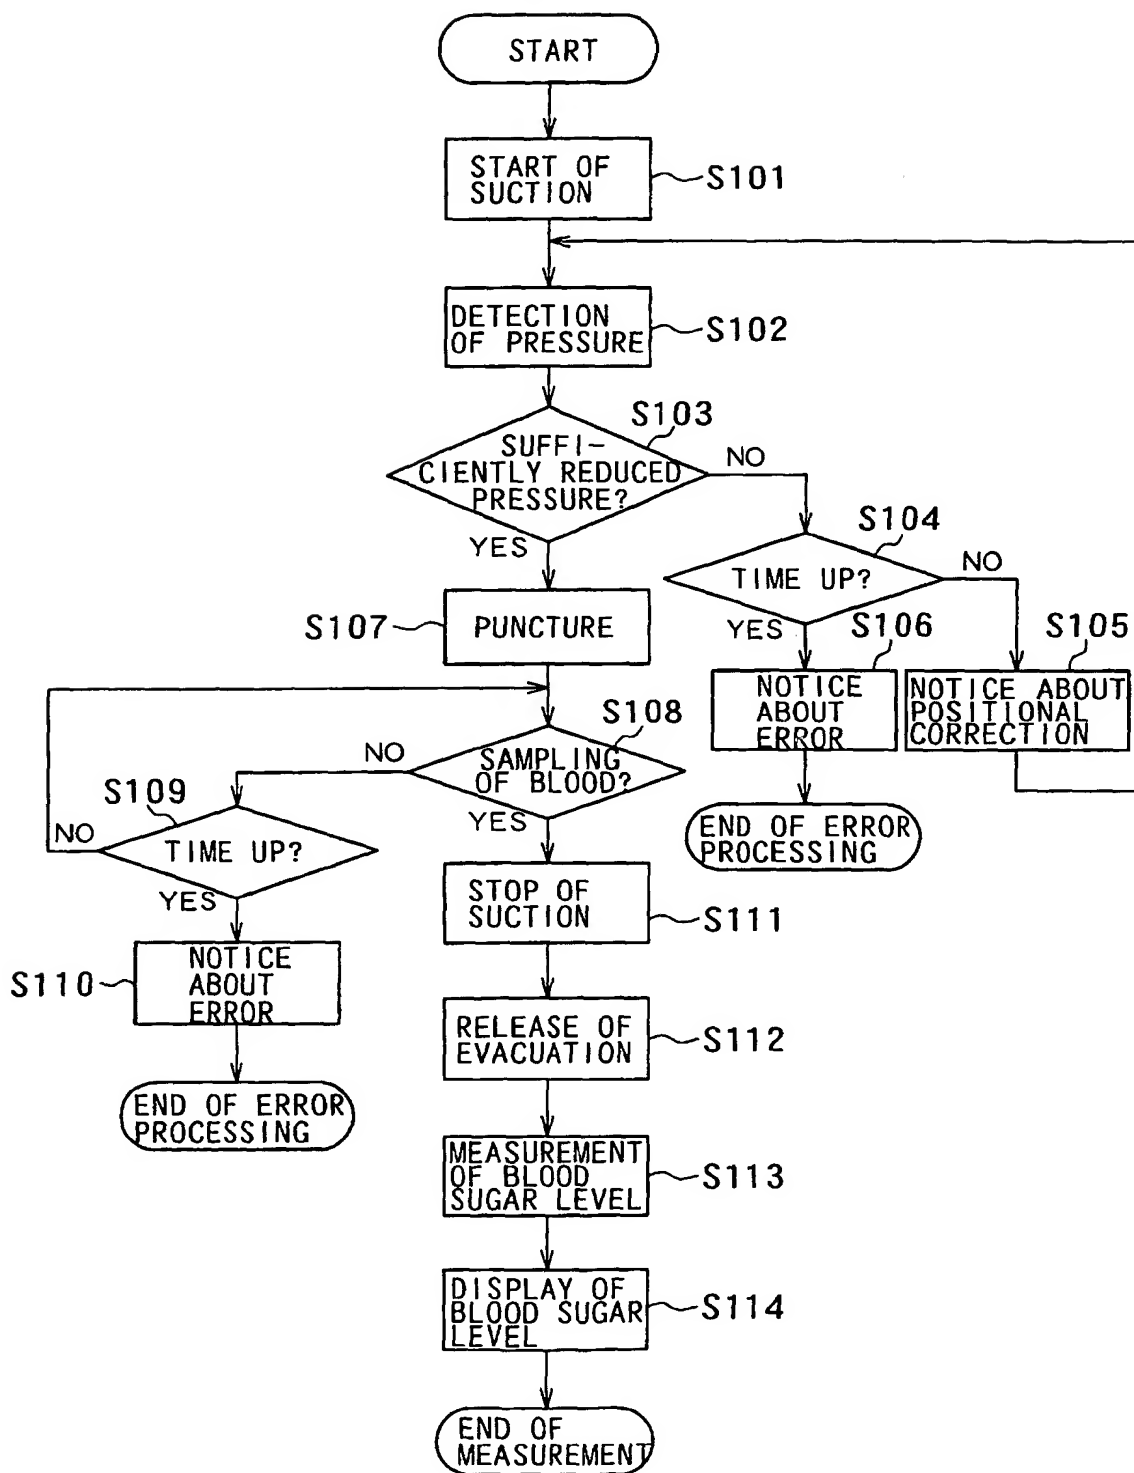 START
START OF
SUCTION
S101
DETECTION
OF PRESSURE
S102
S103
SUFFI-
CIENTLY REDUCED
PRESSURE?
NO
YES
S104
TIME UP?
NO
YES
S107
PUNCTURE
S106
S105
NOTICE
ABOUT
ERROR
NOTICE ABOUT
POSITIONAL
CORRECTION
END OF ERROR
PROCESSING
S108
SAMPLING
OF BLOOD?
NO
YES
S109
TIME UP?
NO
YES
S110
NOTICE
ABOUT
ERROR
END OF ERROR
PROCESSING
STOP OF
SUCTION
S111
RELEASE OF
EVACUATION
S112
MEASUREMENT
OF BLOOD
SUGAR LEVEL
S113
DISPLAY OF
BLOOD SUGAR
LEVEL
S114
END OF
MEASUREMENT